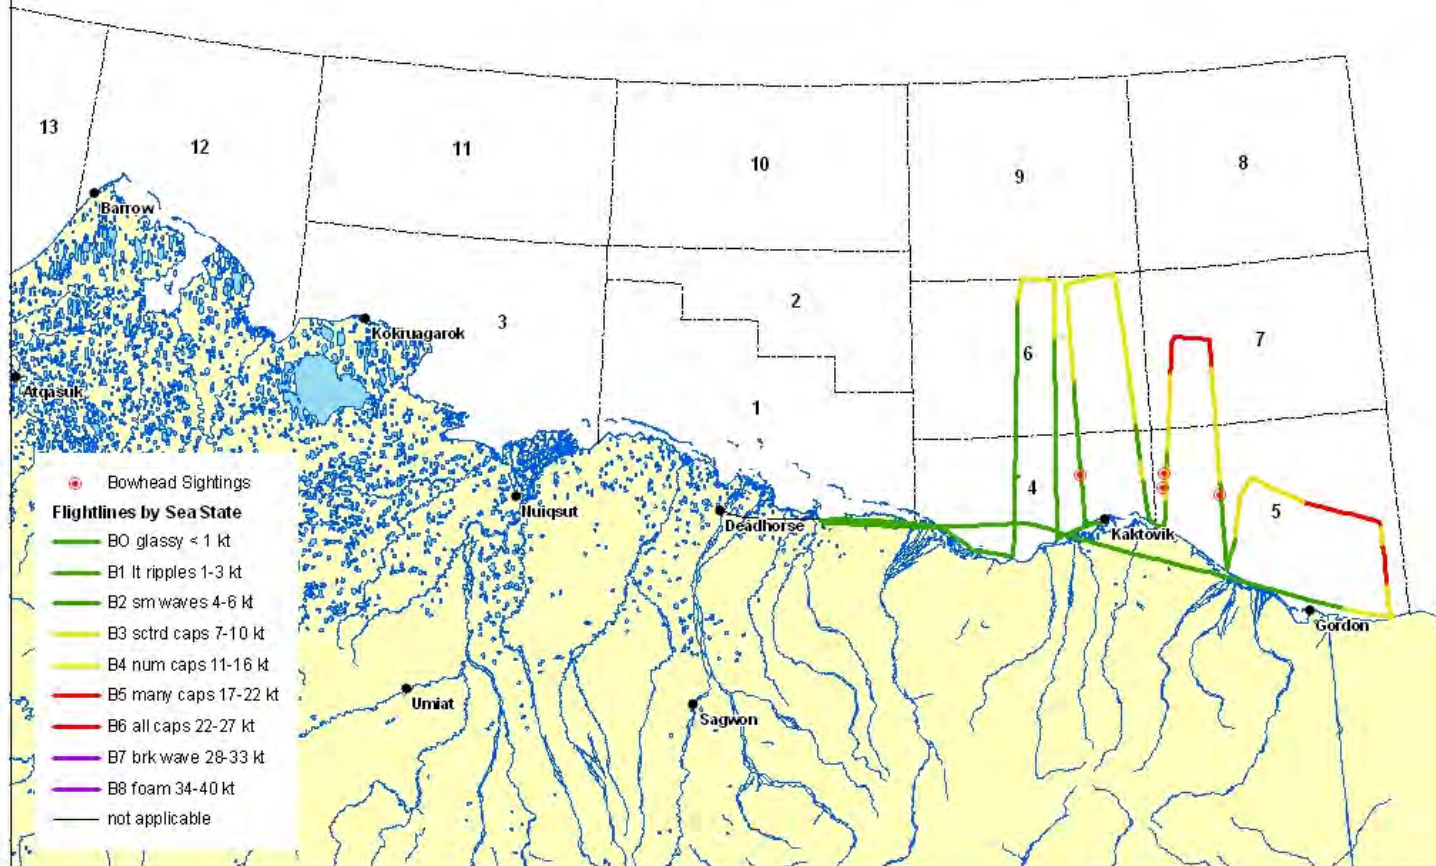 13
12
11
10
9
8
Barrow
2
3
Kokruagarok
6
7
Atqasuk
1
Bowhead Sightings
4
Nuiqsut
Deadhorse
5
Kaktovik
Flightlines by Sea State
B0 glassy < 1 kt
B1 lt ripples 1-3 kt
B2 sm waves 4-6 kt
B3 sctrd caps 7-10 kt
B4 num caps 11-16 kt
B5 many caps 17-22 kt
B6 all caps 22-27 kt
B7 brk wave 28-33 kt
B8 foam 34-40 kt
not applicable
Gordon
Umiat
Sagwon